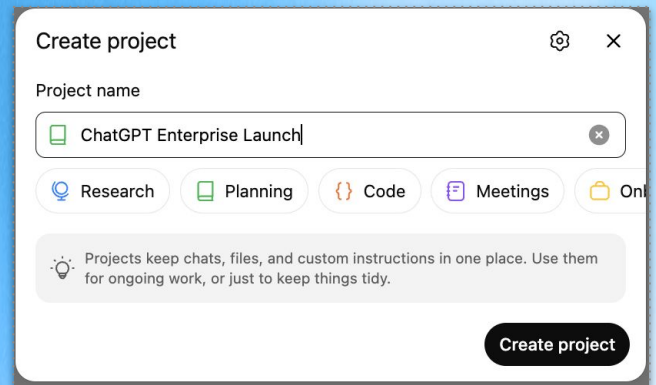 Create project
Project name
ChatGPT Enterprise Launch
Research Planning Code Meetings Onb
Projects keep chats, files, and custom instructions in one place. Use them
for ongoing work, or just to keep things tidy.
Create project